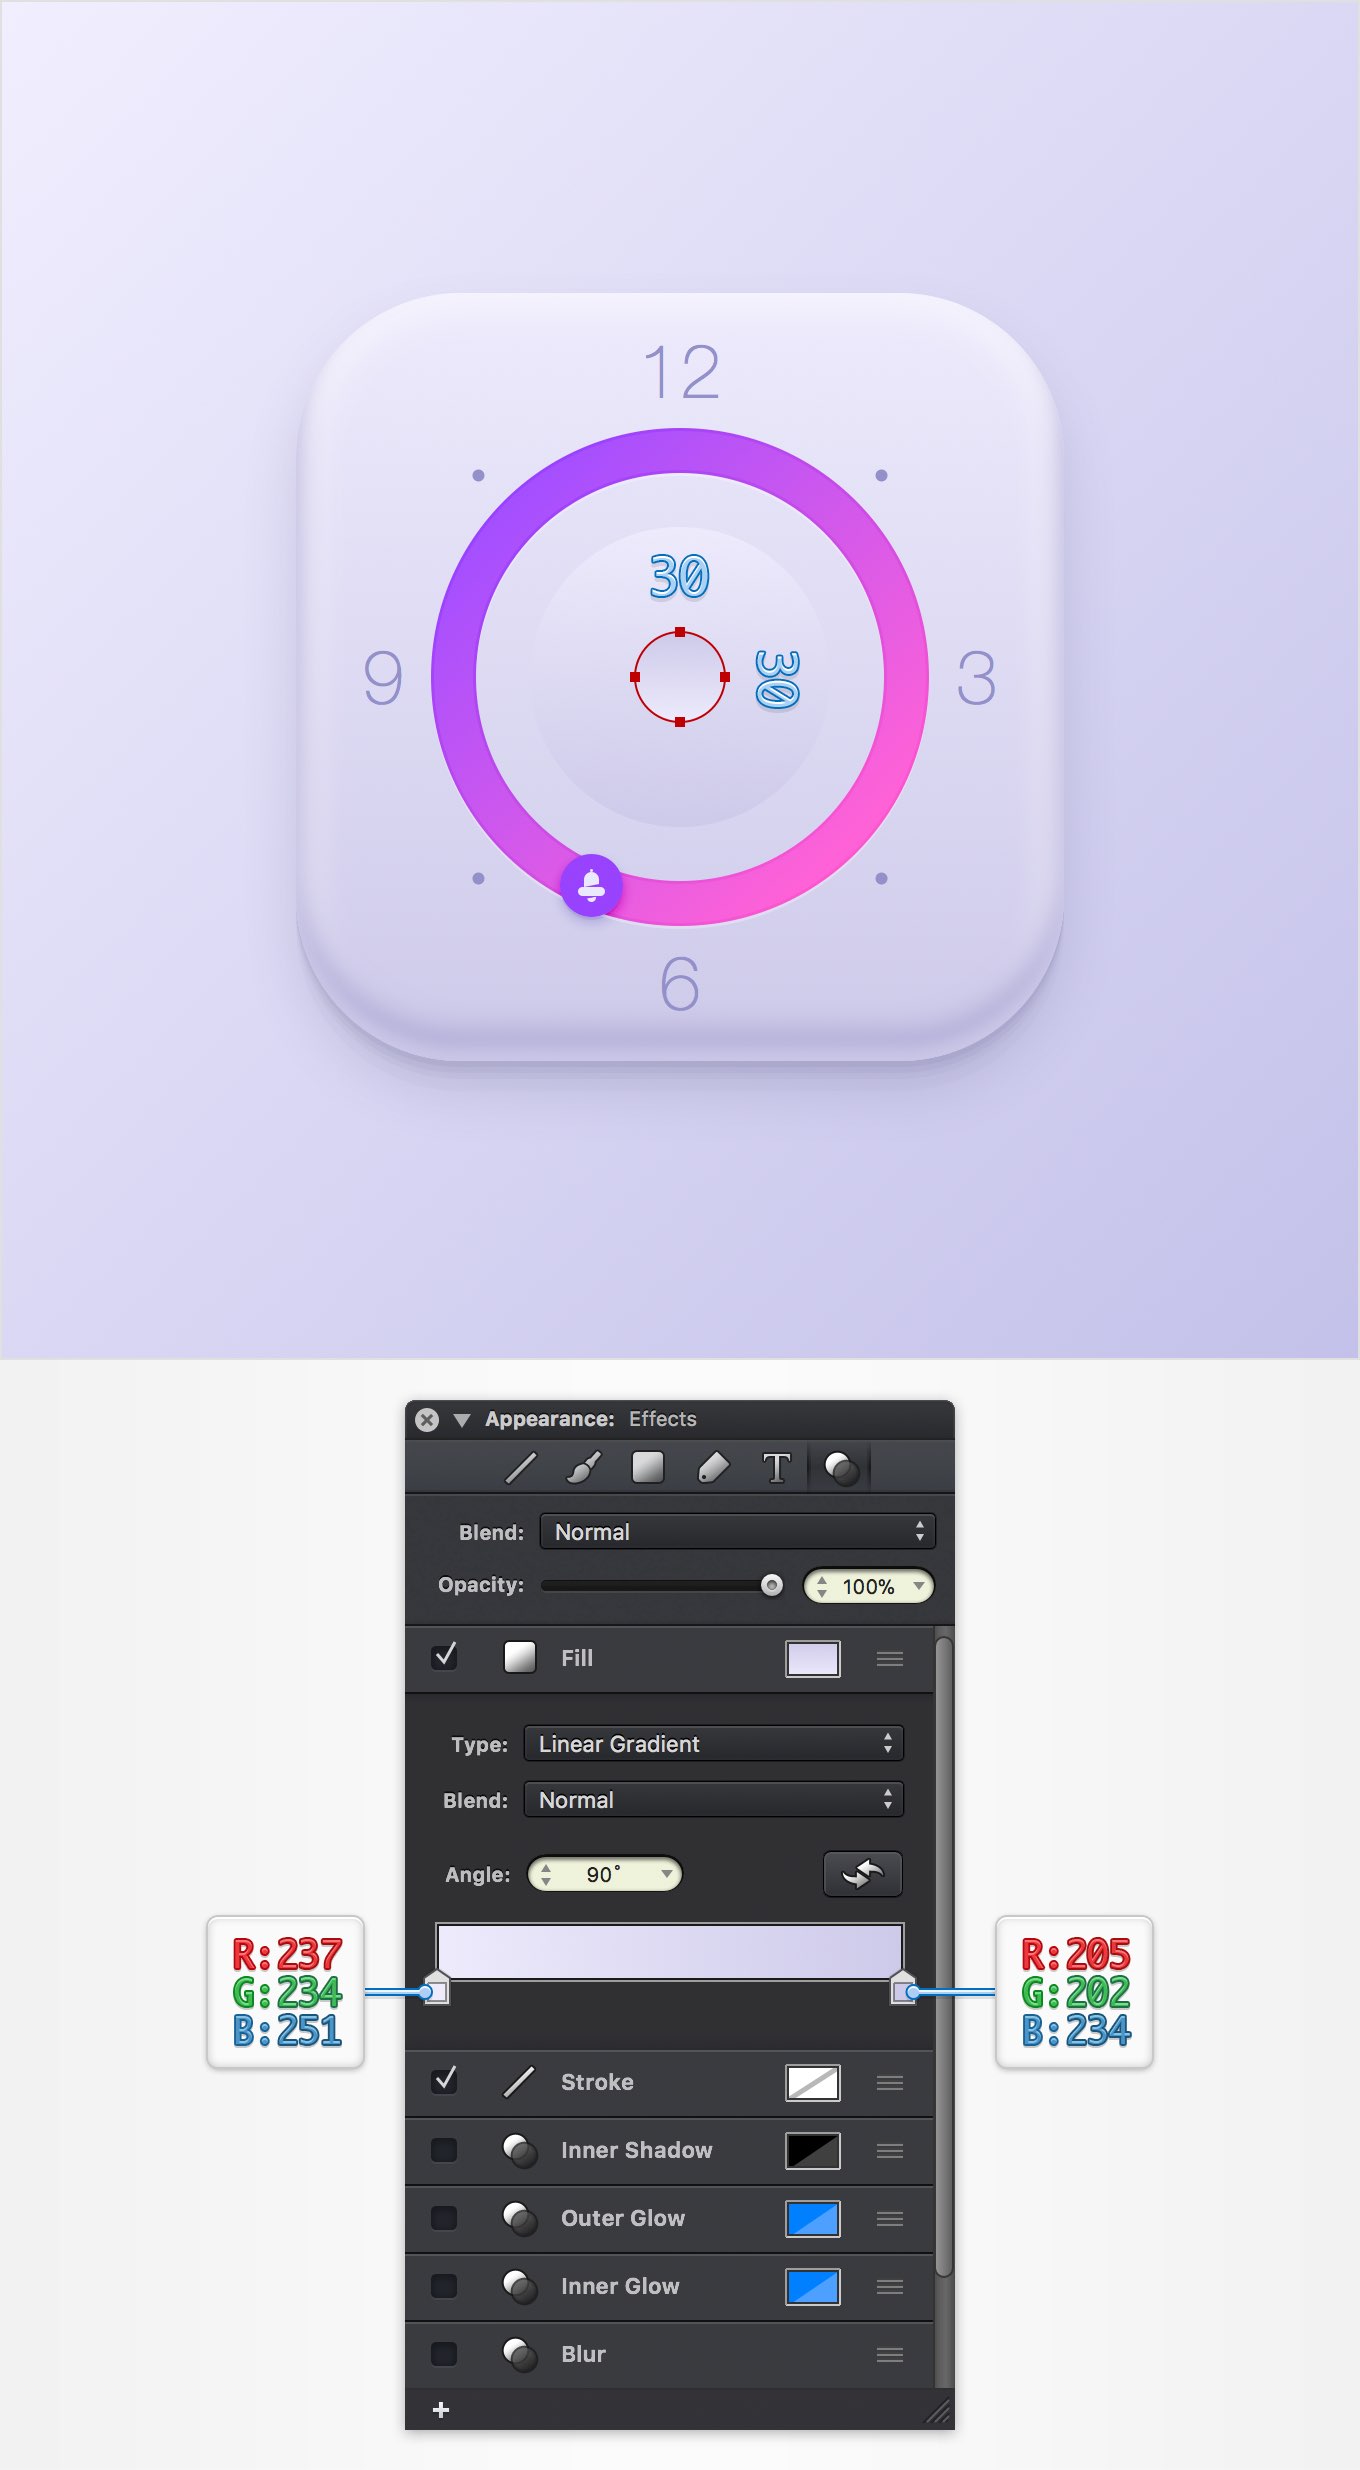 12
30
9
30
3
6
Appearance: Effects
T
Blend: Normal
Opacity: 100%
Fill
Type: Linear Gradient
Blend: Normal
Angle: 90°
R:237
G:234
B:251
R:205
G:202
B:234
Stroke
Inner Shadow
Outer Glow
Inner Glow
Blur
+